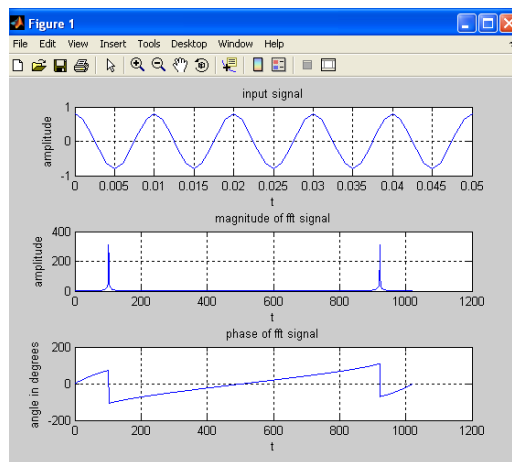 Figure 1
File Edit View Insert Tools Desktop Window Help
input signal
amplitude
1
0
-1
0 0.005 0.01 0.015 0.02 0.025 0.03 0.035 0.04 0.045 0.05
t
magnitude of fft signal
amplitude
400
200
0
0 200 400 600 800 1000 1200
t
phase of fft signal
angle in degrees
200
0
-200
0 200 400 600 800 1000 1200
t